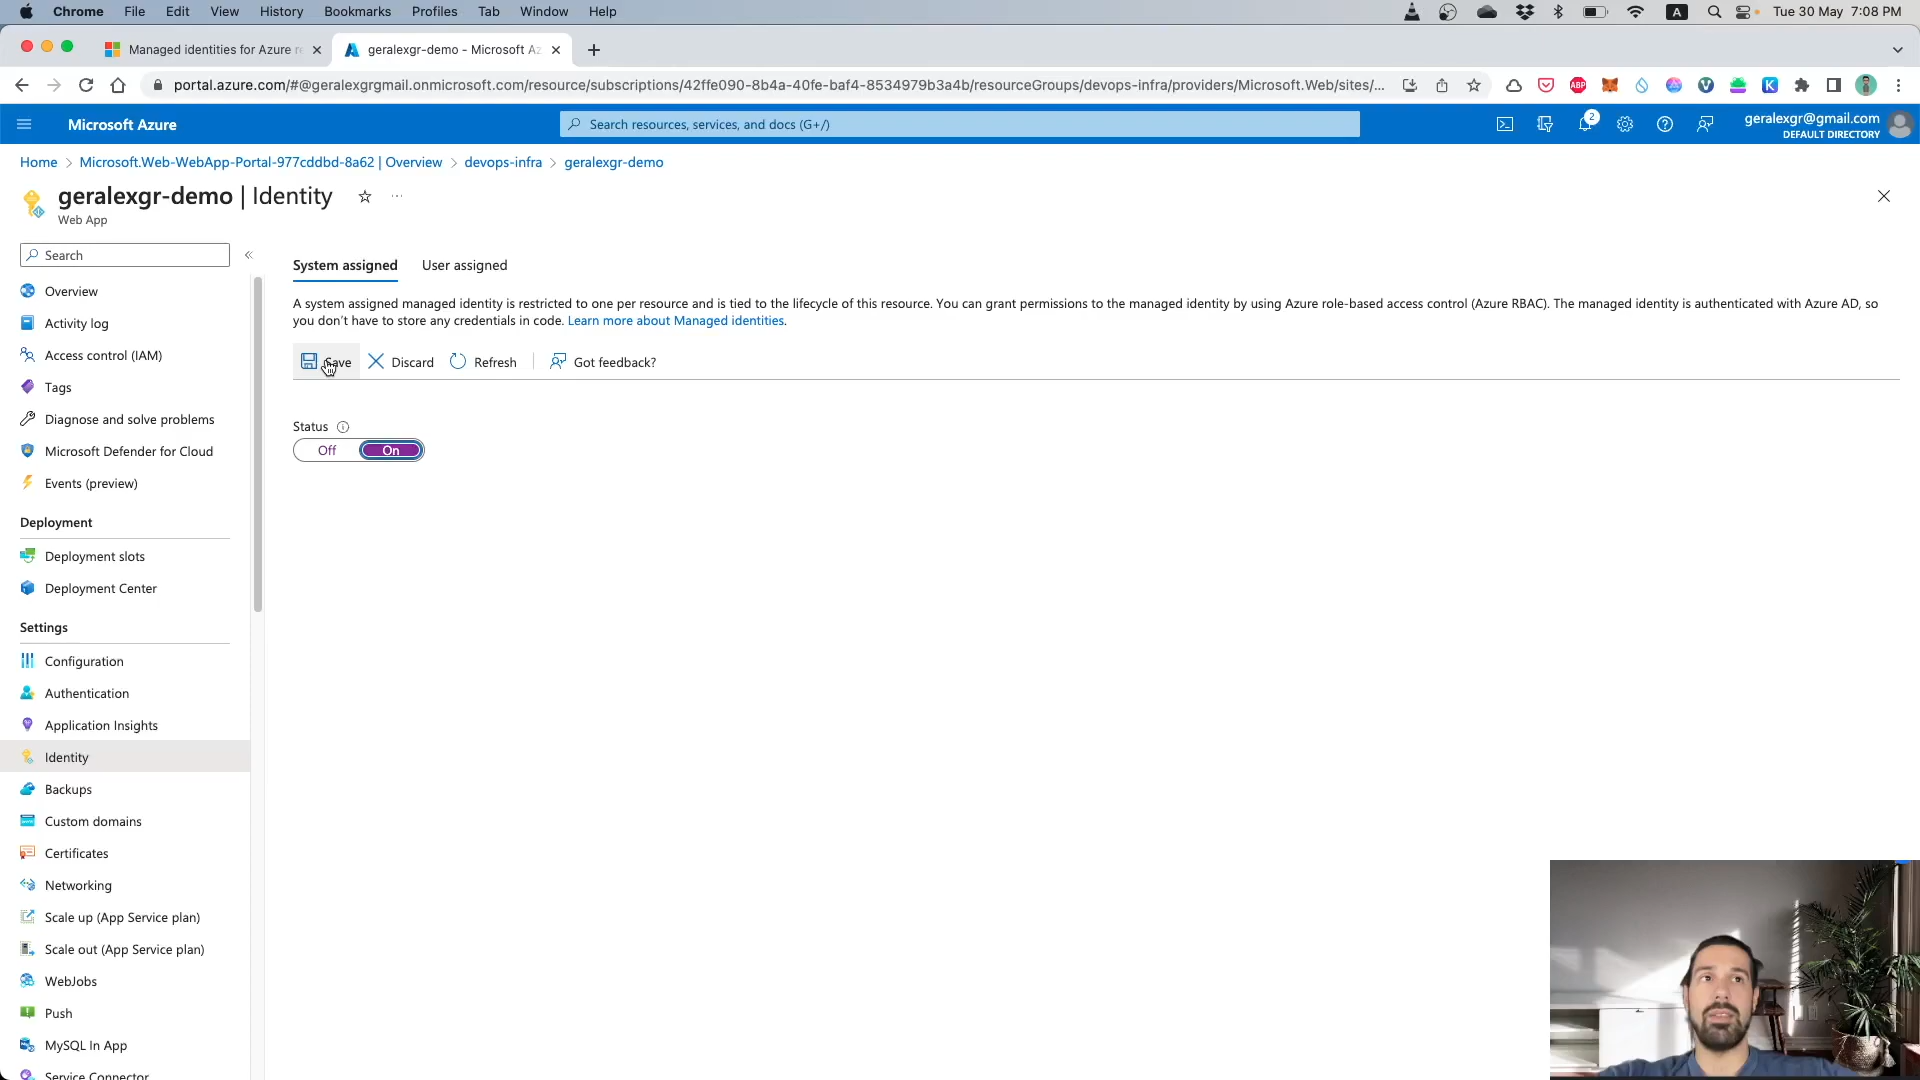 Chrome File Edit View History Bookmarks Profiles Tab Window Help A Tue 30 May 7:08 PM
Managed identities for Azure re
geralexgr-demo - Microsoft Az
portal.azure.com/#@geralexgrgmail.onmicrosoft.com/resource/subscriptions/42ffe090-8b4a-40fe-baf4-8534979b3a4b/resourceGroups/devops-infra/providers/Microsoft.Web/sites/...
ABP
Microsoft Azure
Search resources, services, and docs (G+/)
2
geralexgr@gmail.com
DEFAULT DIRECTORY
Home > Microsoft.Web-WebApp-Portal-977cddbd-8a62 | Overview > devops-infra > geralexgr-demo
geralexgr-demo | Identity
Web App
Search
Overview
Activity log
Access control (IAM)
Tags
Diagnose and solve problems
Microsoft Defender for Cloud
Events (preview)
Deployment
Deployment slots
Deployment Center
Settings
Configuration
Authentication
Application Insights
Identity
Backups
Custom domains
Certificates
Networking
Scale up (App Service plan)
Scale out (App Service plan)
WebJobs
Push
MySQL In App
Service Connector
System assigned User assigned
A system assigned managed identity is restricted to one per resource and is tied to the lifecycle of this resource. You can grant permissions to the managed identity by using Azure role-based access control (Azure RBAC). The managed identity is authenticated with Azure AD, so
you don't have to store any credentials in code. Learn more about Managed identities.
Save Discard Refresh Got feedback?
Status
Off On